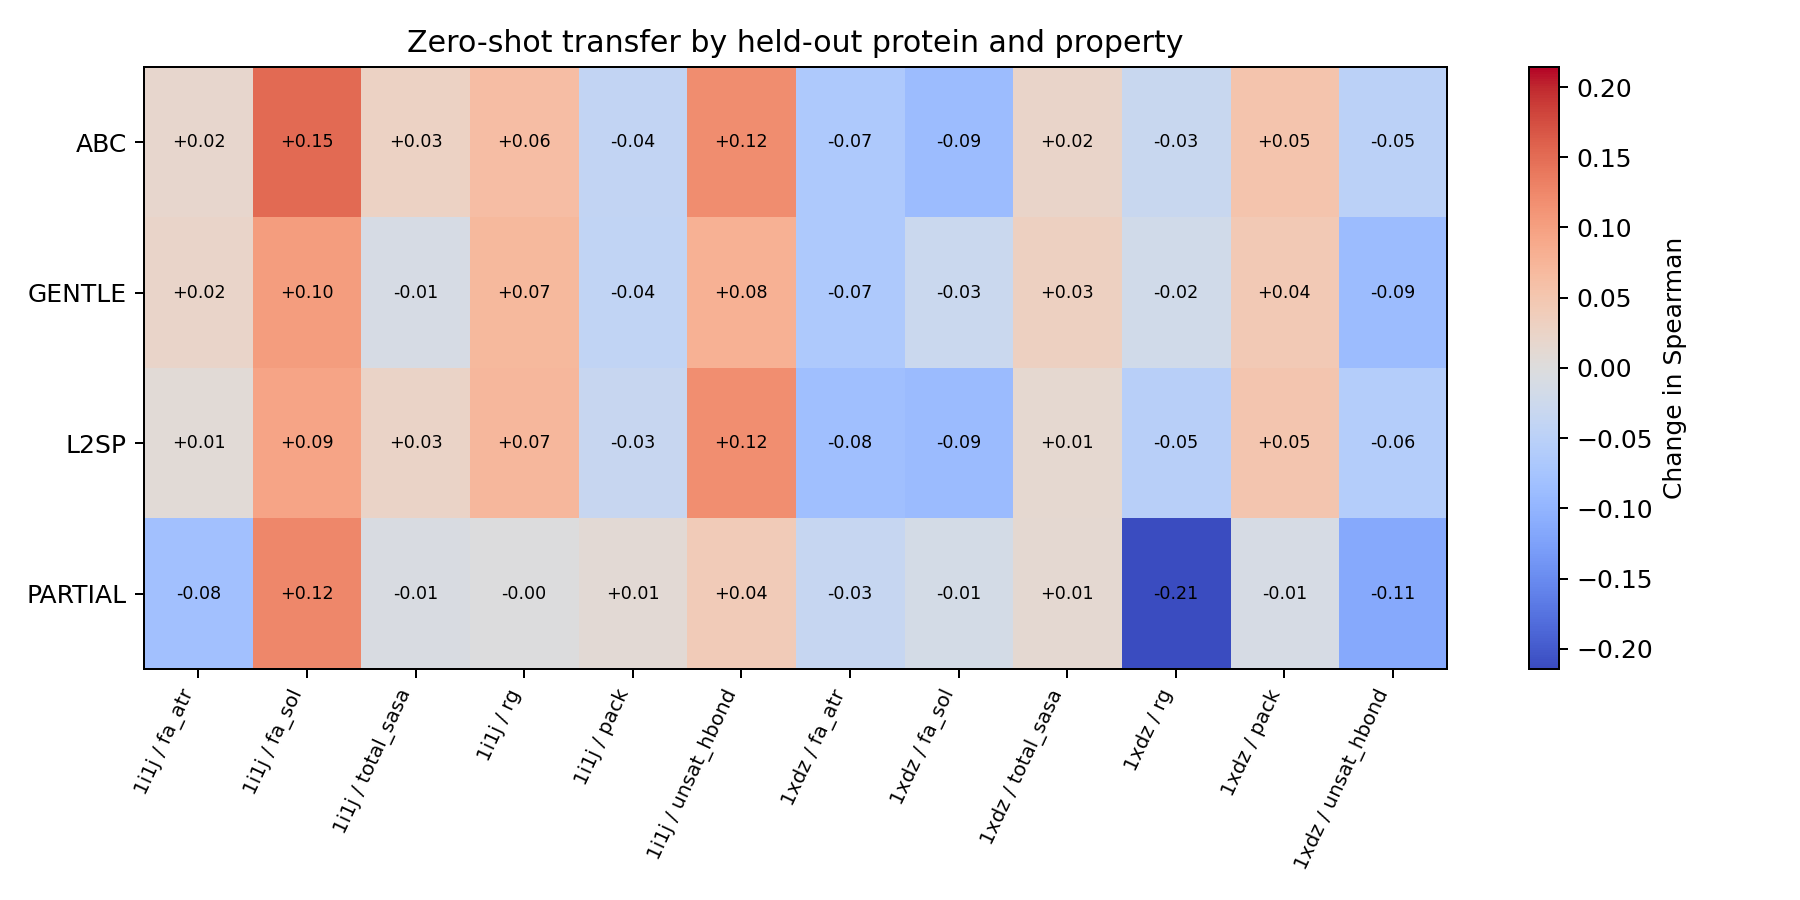 Zero-shot transfer by held-out protein and property
ABC
+0.02 +0.15 +0.03 +0.06 -0.04 +0.12 -0.07 -0.09 +0.02 -0.03 +0.05 -0.05
GENTLE
+0.02 +0.10 -0.01 +0.07 -0.04 +0.08 -0.07 -0.03 +0.03 -0.02 +0.04 -0.09
L2SP
+0.01 +0.09 +0.03 +0.07 -0.03 +0.12 -0.08 -0.09 +0.01 -0.05 +0.05 -0.06
PARTIAL
-0.08 +0.12 -0.01 -0.00 +0.01 +0.04 -0.03 -0.01 +0.01 -0.21 -0.01 -0.11
1i1j / fa_atr
1i1j / fa_sol
1i1j / total_sasa
1i1j / rg
1i1j / pack
1i1j / unsat_hbond
1xdz / fa_atr
1xdz / fa_sol
1xdz / total_sasa
1xdz / rg
1xdz / pack
1xdz / unsat_hbond
0.20
0.15
0.10
0.05
0.00
−0.05
−0.10
−0.15
−0.20
Change in Spearman